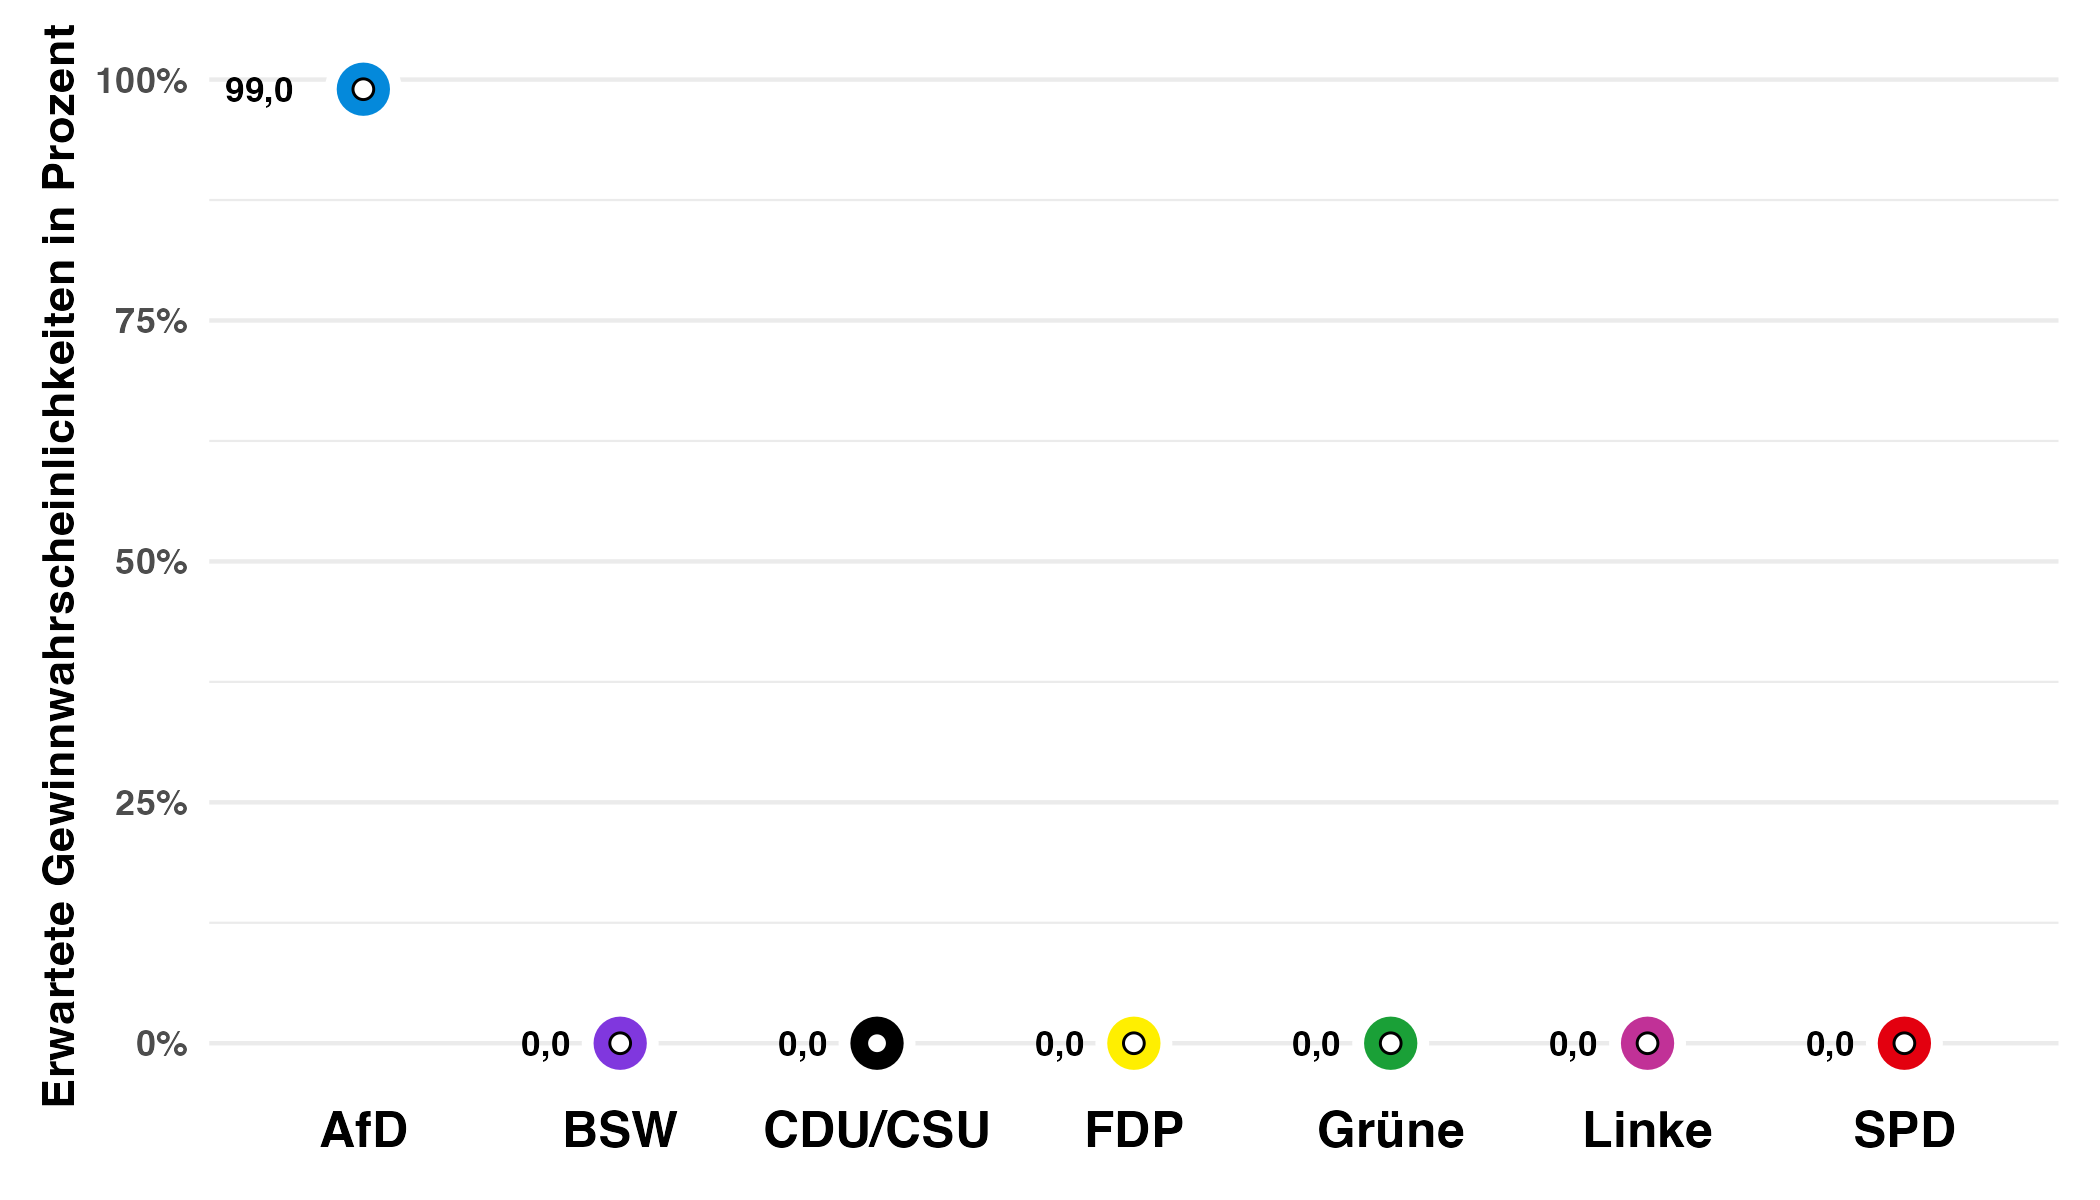 Erwartete Gewinnwahrscheinlichkeiten in Prozent
100%
99,0
75%
50%
25%
0%
0,0
0,0
0,0
0,0
0,0
0,0
AfD
BSW
CDU/CSU
FDP
Grüne
Linke
SPD